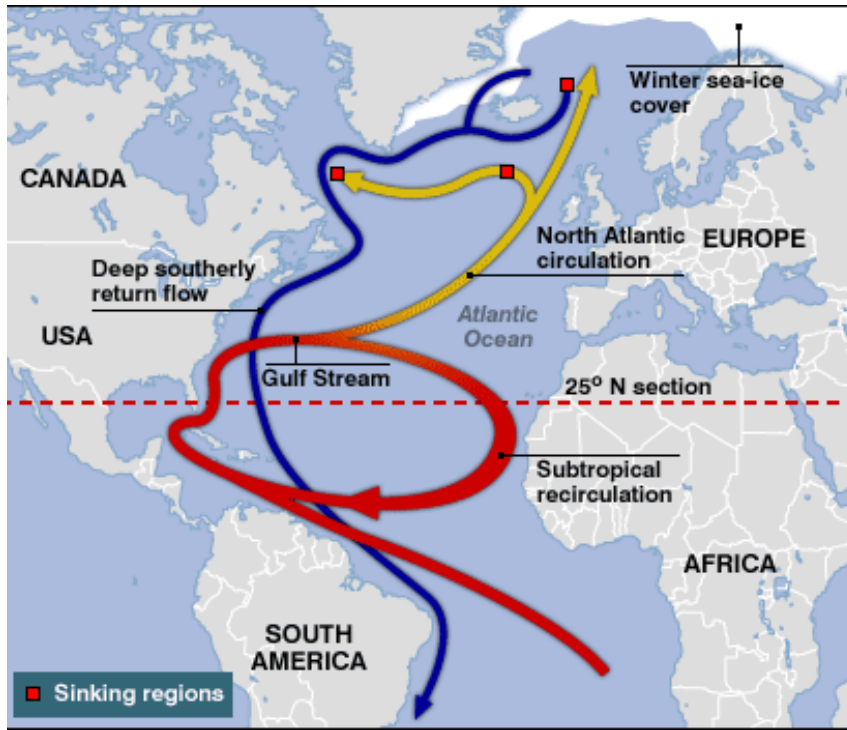 Winter sea-ice
cover
CANADA
North Atlantic
circulation
EUROPE
Deep southerly
return flow
Atlantic
Ocean
USA
Gulf Stream
25º N section
Subtropical
recirculation
AFRICA
SOUTH
AMERICA
Sinking regions